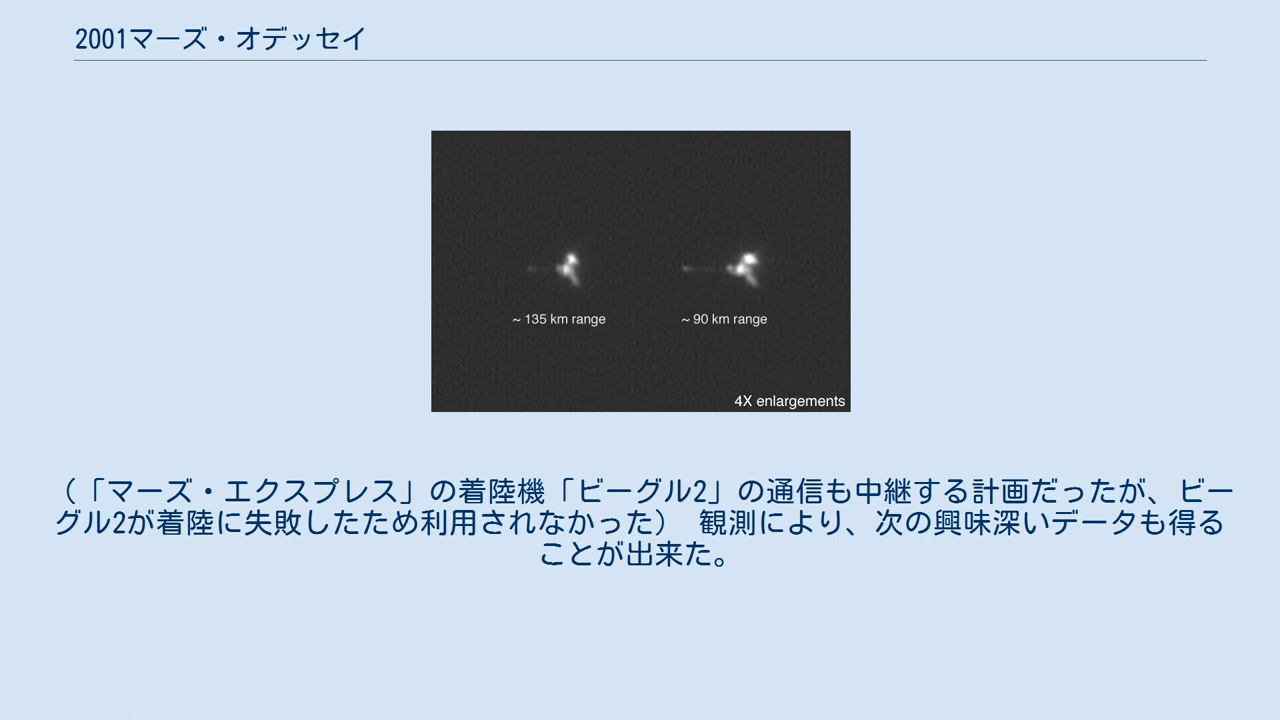 2001マーズ・オデッセイ
~ 135 km range
~ 90 km range
4X enlargements
（「マーズ・エクスプレス」の着陸機「ビーグル2」の通信も中継する計画だったが、ビー
グル2が着陸に失敗したため利用されなかった） 観測により、次の興味深いデータも得る
ことが出来た。